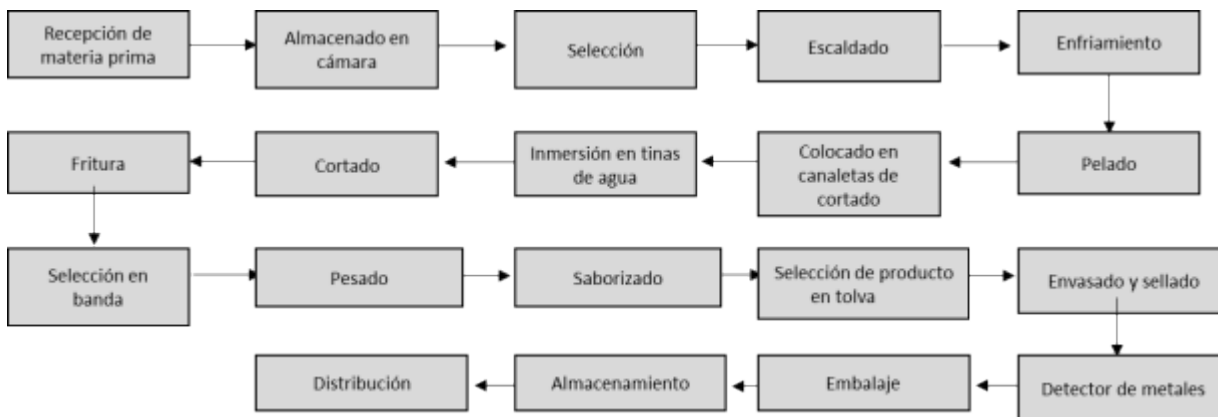 Recepción de
materia prima
Almacenado en
cámara
Selección
Escaldado
Enfriamiento
Pelado
Colocado en
canaletas de
cortado
Inmersión en tinas
de agua
Cortado
Fritura
Selección en
banda
Pesado
Saborizado
Selección de producto
en tolva
Envasado y sellado
Detector de metales
Embalaje
Almacenamiento
Distribución